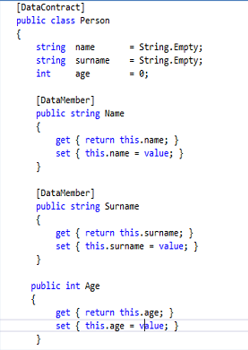 [DataContract]
public class Person
{
string name = String.Empty;
string surname = String.Empty;
int age = 0;
[DataMember]
public string Name
{
get { return this.name; }
set { this.name = value; }
}
[DataMember]
public string Surname
{
get { return this.surname; }
set { this.surname = value; }
}
public int Age
{
get { return this.age; }
set { this.age = value; }
}